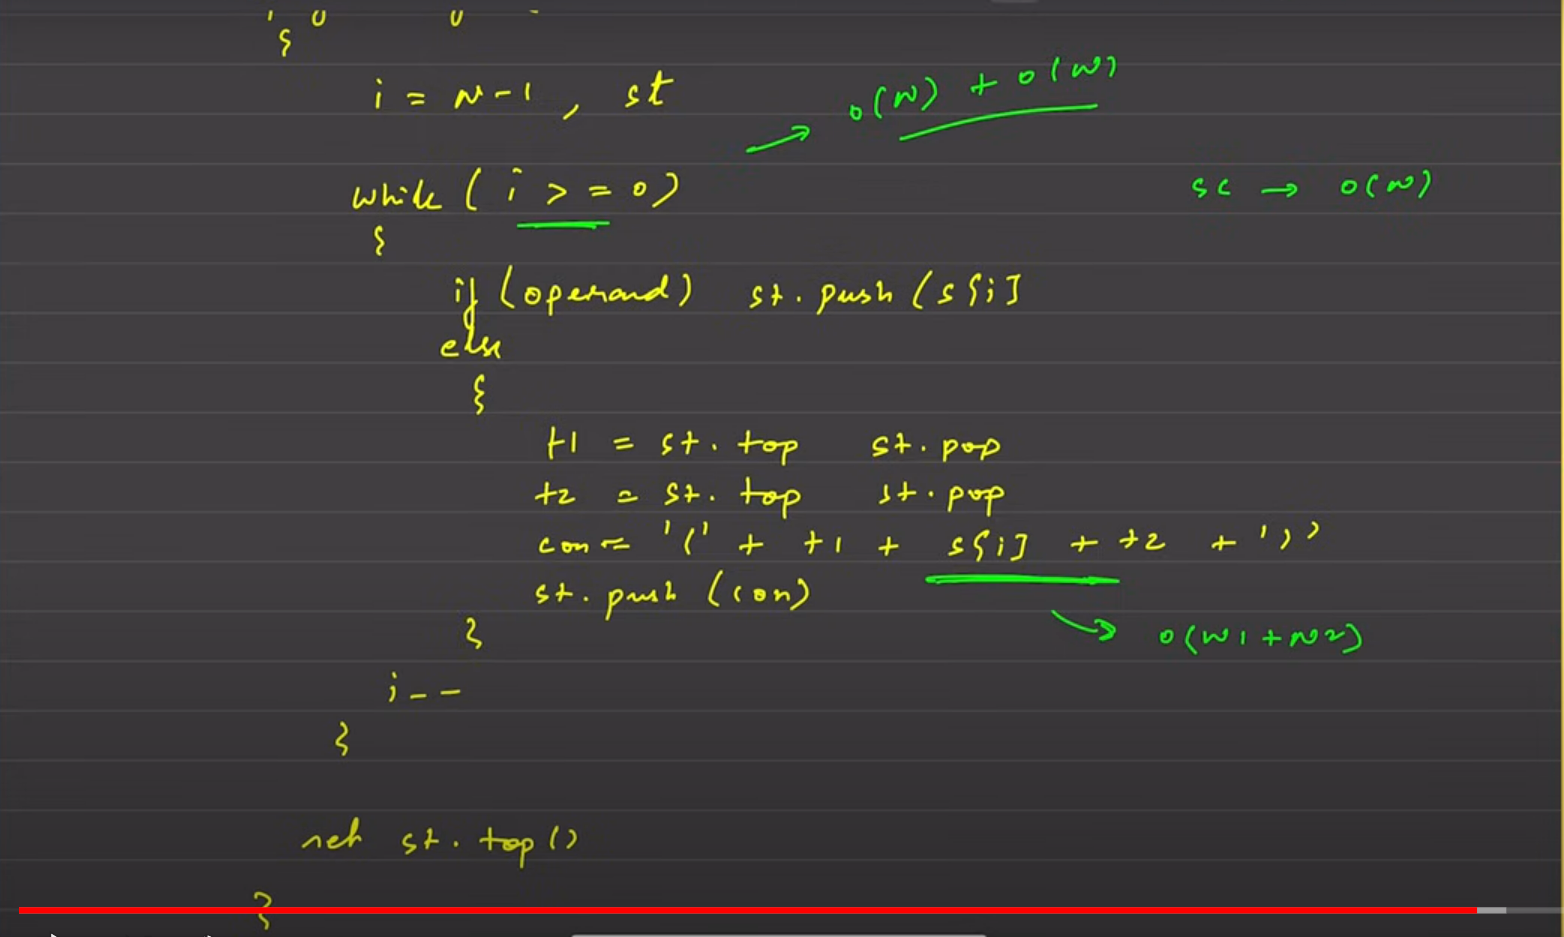 {
i = N-1, st
→ O(N) + O(N)
while (i >= 0)
SC → O(N)
{
if (operand) st.push(s[i]
else
{
t1 = st.top st.pop
t2 = st.top st.pop
con = '(' + t1 + s[i] + t2 + ')'
st.push(con)
→ O(N1+N2)
}
i--
}
ret st.top()
}